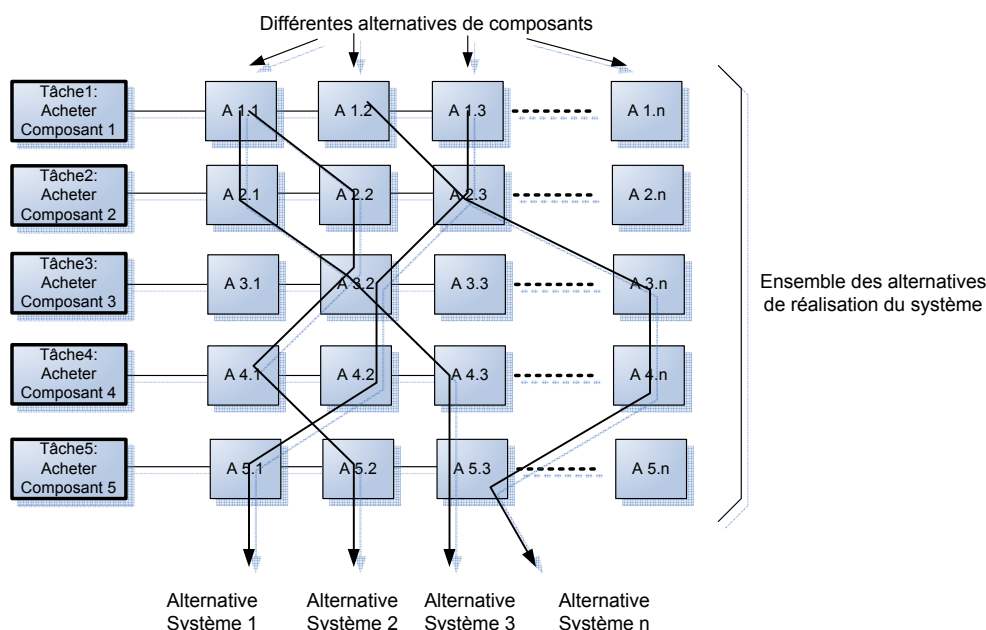 Différentes alternatives de composants
Tâche1:
Acheter
Composant 1
A 1.1
A 1.2
A 1.3
A 1.n
Tâche2:
Acheter
Composant 2
A 2.1
A 2.2
A 2.3
A 2.n
Tâche3:
Acheter
Composant 3
A 3.1
A 3.2
A 3.3
A 3.n
Ensemble des alternatives
de réalisation du système
Tâche4:
Acheter
Composant 4
A 4.1
A 4.2
A 4.3
A 4.n
Tâche5:
Acheter
Composant 5
A 5.1
A 5.2
A 5.3
A 5.n
Alternative
Système 1
Alternative
Système 2
Alternative
Système 3
Alternative
Système n